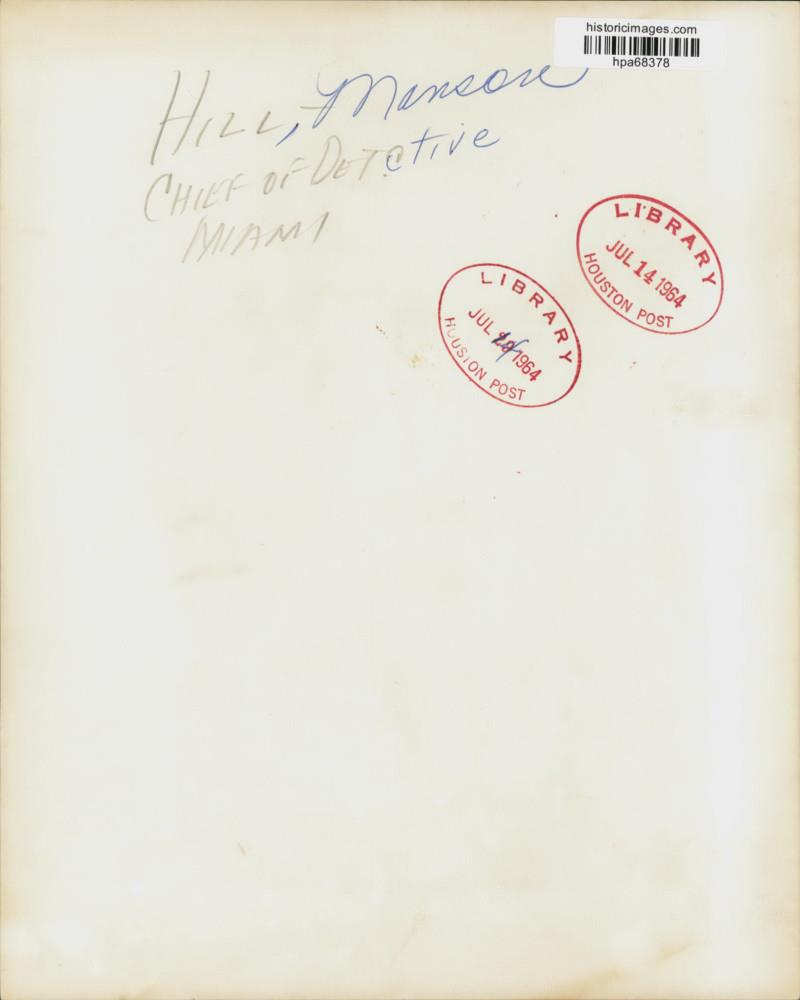 historicimages.com
hpa68378
Hill, Manson
CHIEF OF DETective
MIAMI
LIBRARY
JUL 14 1964
HOUSTON POST
LIBRARY
JUL 1964
HOUSTON POST